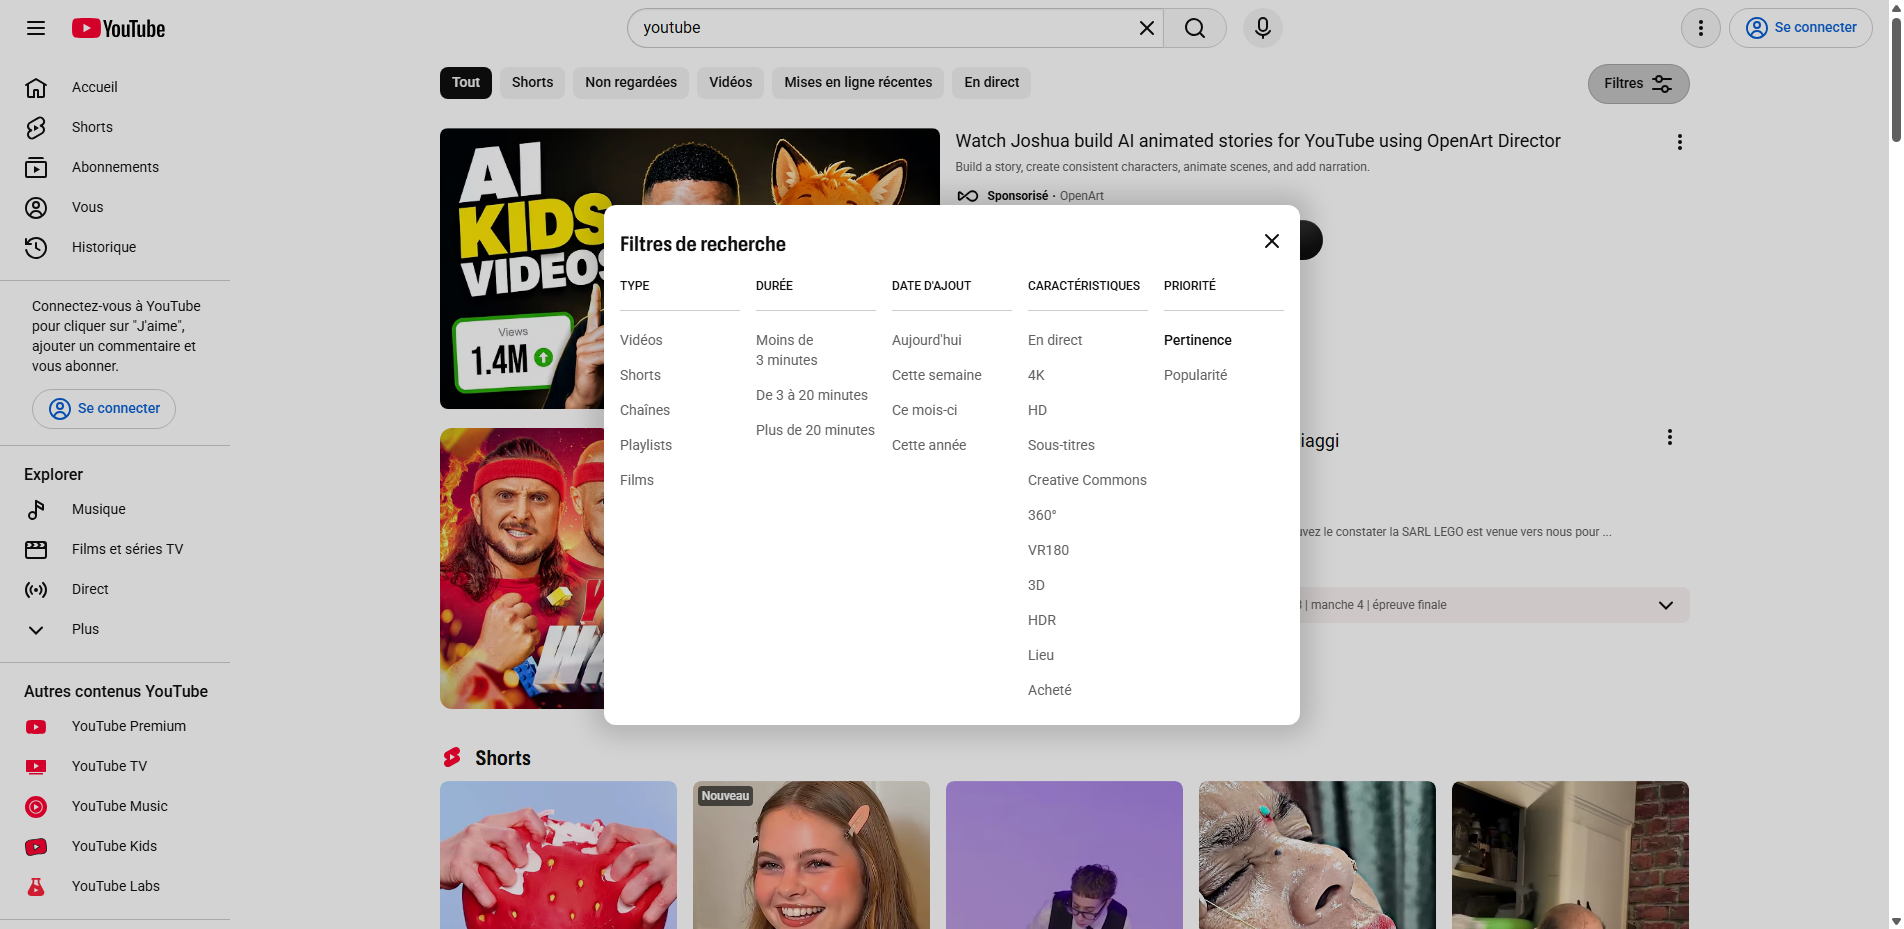 YouTube
youtube
Se connecter
Accueil
Shorts
Abonnements
Vous
Historique
Connectez-vous à YouTube
pour cliquer sur "J'aime",
ajouter un commentaire et
vous abonner.
Se connecter
Explorer
Musique
Films et séries TV
Direct
Plus
Autres contenus YouTube
YouTube Premium
YouTube TV
YouTube Music
YouTube Kids
YouTube Labs
Tout
Shorts
Non regardées
Vidéos
Mises en ligne récentes
En direct
Filtres
AI
KIDS
VIDEOS
Views
1.4M
Watch Joshua build AI animated stories for YouTube using OpenArt Director
Build a story, create consistent characters, animate scenes, and add narration.
Sponsorisé · OpenArt
Filtres de recherche
TYPE
Vidéos
Shorts
Chaînes
Playlists
Films
DURÉE
Moins de
3 minutes
De 3 à 20 minutes
Plus de 20 minutes
DATE D'AJOUT
Aujourd'hui
Cette semaine
Ce mois-ci
Cette année
CARACTÉRISTIQUES
En direct
4K
HD
Sous-titres
Creative Commons
360°
VR180
3D
HDR
Lieu
Acheté
PRIORITÉ
Pertinence
Popularité
iaggi
uvez le constater la SARL LEGO est venue vers nous pour ...
| manche 4 | épreuve finale
Shorts
Nouveau